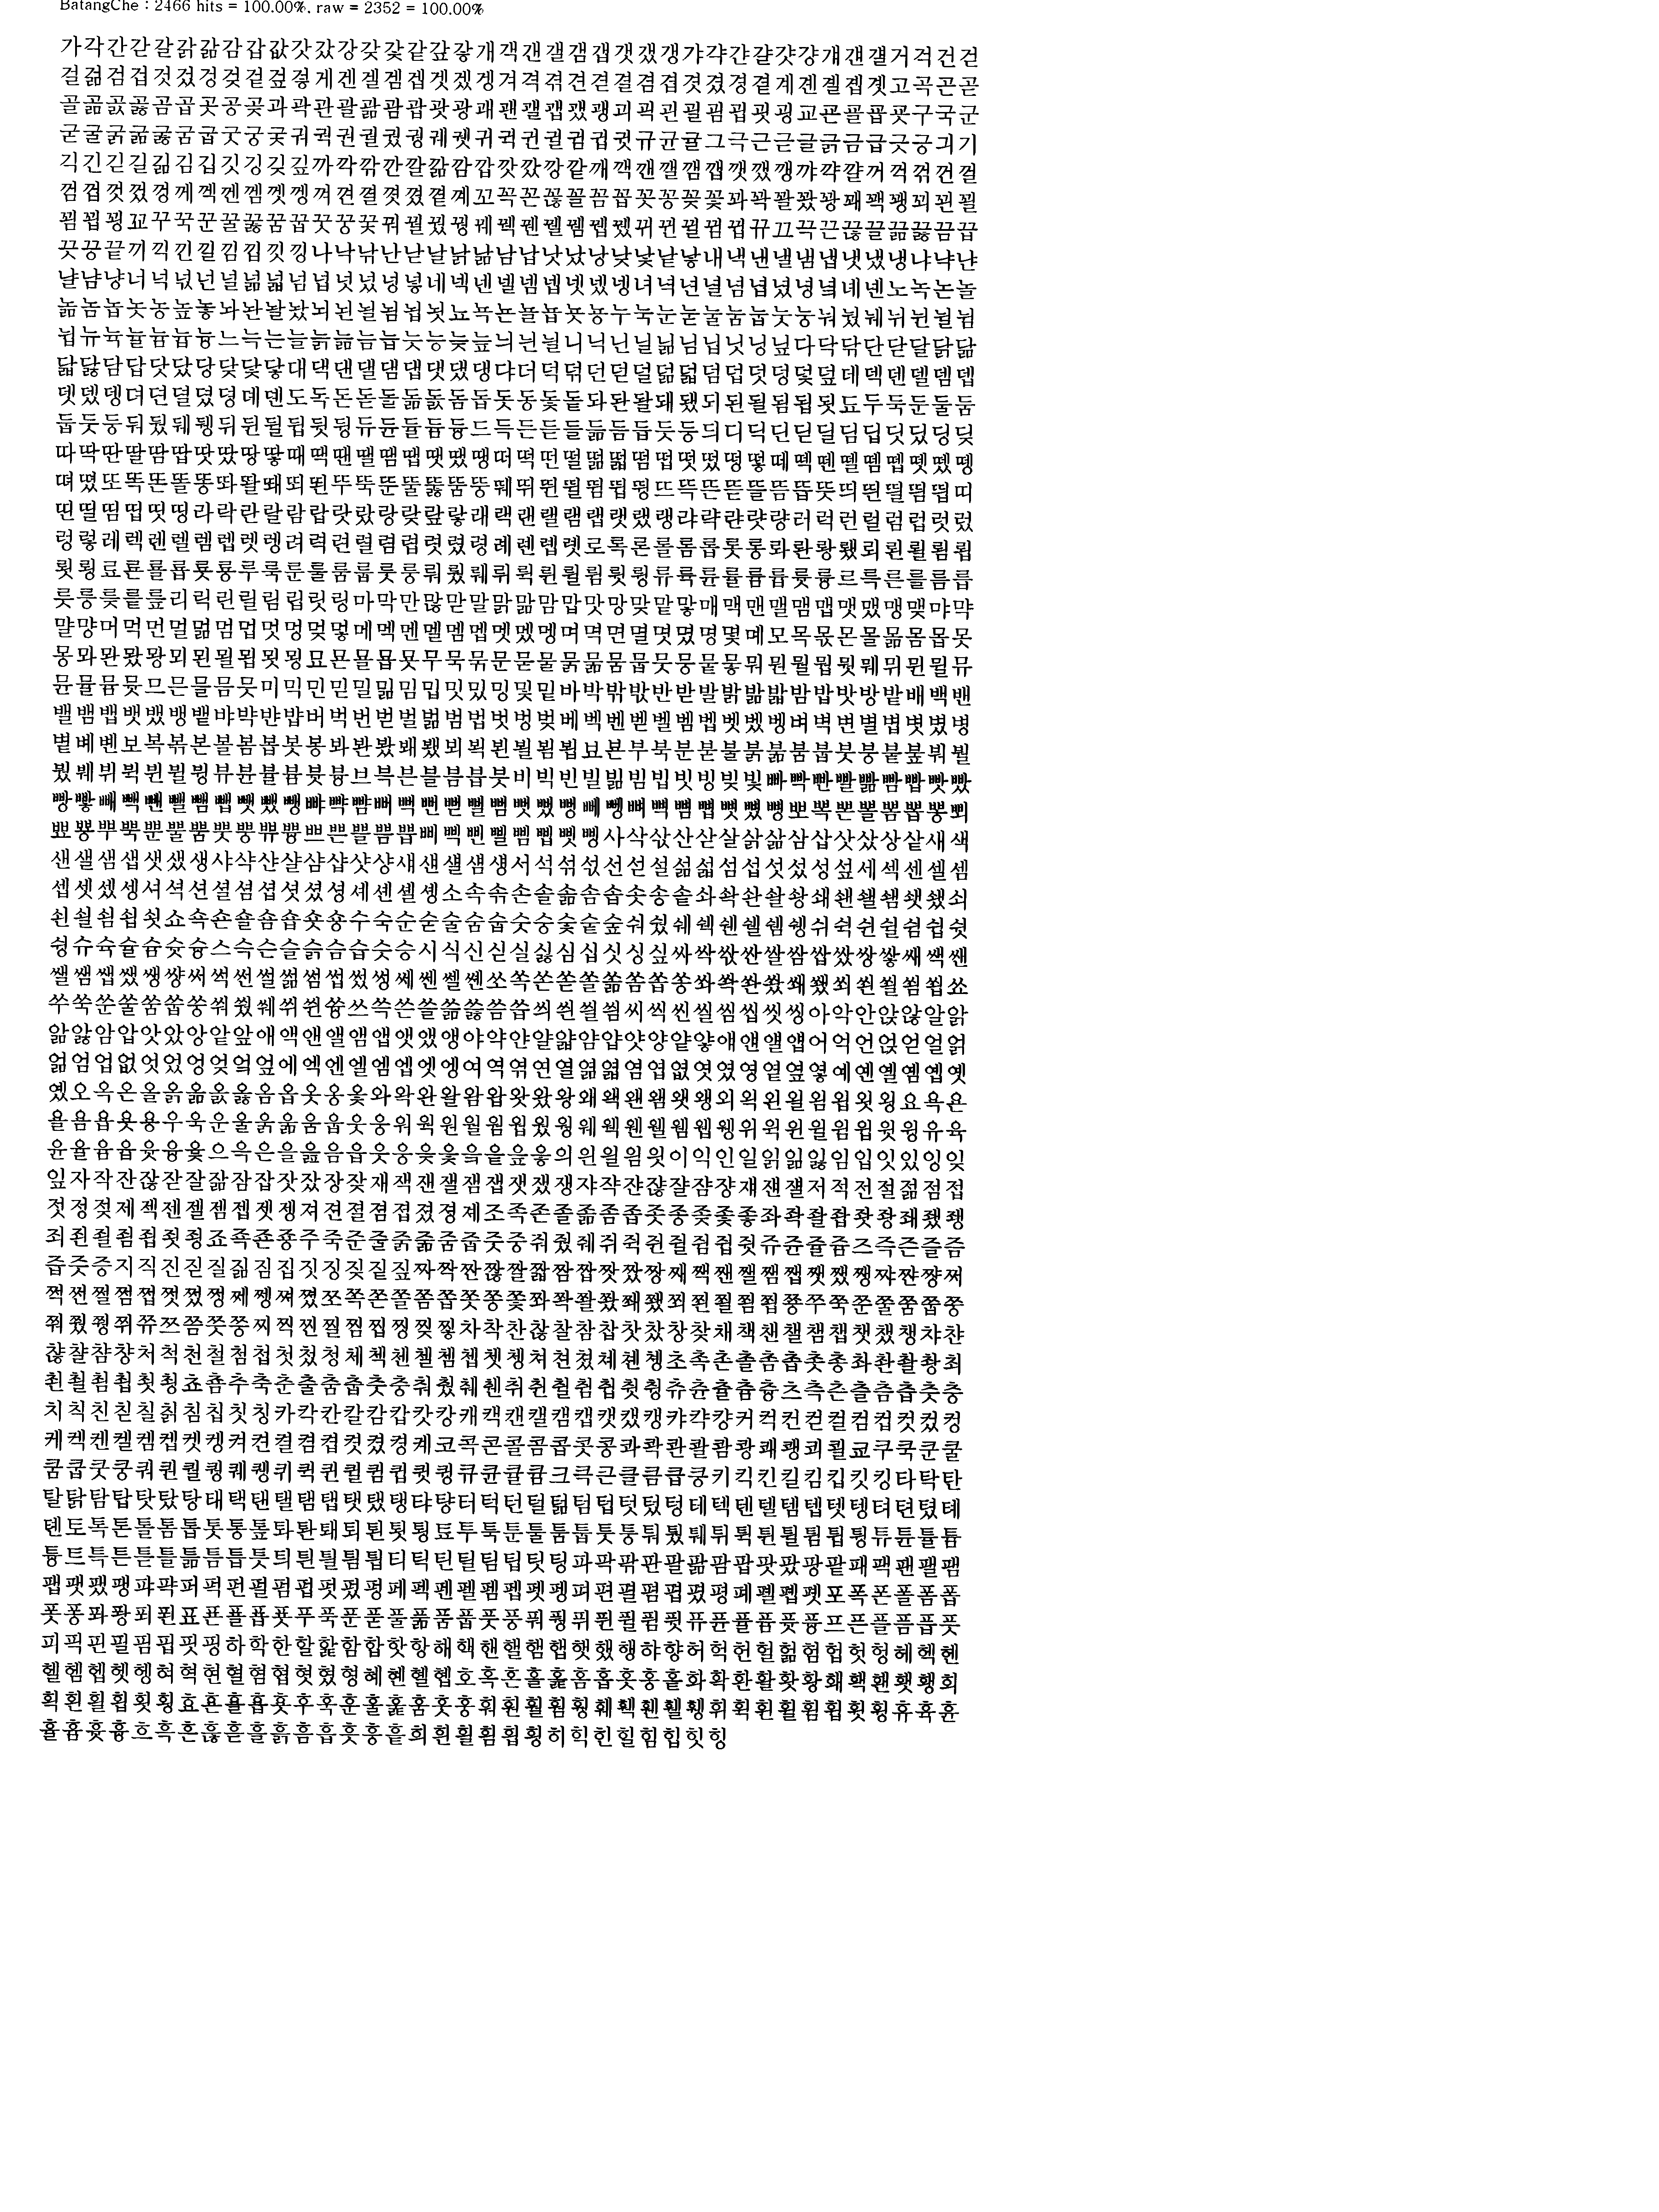 BatangChe : 2466 hits = 100.00%, raw = 2352 = 100.00%
가각간갇갈갉갊감갑값갓갔강갖갗같갚갛개객갠갤갬갭갯갰갱갸갹갼걀걋걍걔걘걜거걱건걷
걸걺검겁것겄겅겆겉겊겋게겐겔겜겝겟겠겡겨격겪견겯결겸겹겻겼경곁계곈곌곕곗고곡곤곧
골곪곬곯곰곱곳공곶과곽관괄괆괌괍괏광괘괜괠괩괬괭괴괵괸괼굄굅굇굉교굔굘굡굣구국군
굳굴굵굶굻굼굽굿궁궂궈궉권궐궜궝궤궷귀귁귄귈귐귑귓규균귤그극근귿글긁금급긋긍긔기
긱긴긷길긺김깁깃깅깆깊까깍깎깐깔깖깜깝깟깠깡깥깨깩깬깰깸깹깻깼깽꺄꺅꺌꺼꺽꺾껀껄
껌껍껏껐껑께껙껜껨껫껭껴껸껼꼇꼈꼍꼐꼬꼭꼰꼲꼴꼼꼽꼿꽁꽂꽃꽈꽉꽐꽜꽝꽤꽥꽹꾀꾄꾈
꾐꾑꾕꾜꾸꾹꾼꿀꿇꿈꿉꿋꿍꿎꿔꿜꿨꿩꿰꿱꿴꿸뀀뀁뀄뀌뀐뀔뀜뀝뀨끄끅끈끊끌끎끓끔끕
끗끙끝끼끽낀낄낌낍낏낑나낙낚난낟날낡낢남납낫났낭낮낯낱낳내낵낸낼냄냅냇냈냉냐냑냔
냘냠냥너넉넋넌널넒넓넘넙넛넜넝넣네넥넨넬넴넵넷넸넹녀녁년녈념녑녔녕녘녜녠노녹논놀
놂놈놉놋농높놓놔놘놜놨뇌뇐뇔뇜뇝뇟뇨뇩뇬뇰뇹뇻뇽누눅눈눋눌눔눕눗눙눠눴눼뉘뉜뉠뉨
뉩뉴뉵뉼늄늅늉느늑는늘늙늚늠늡늣능늦늪늬늰늴니닉닌닐닒님닙닛닝닢다닥닦단닫달닭닮
닯닳담답닷닸당닺닻닿대댁댄댈댐댑댓댔댕댜더덕덖던덛덜덞덟덤덥덧덩덫덮데덱덴델뎀뎁
뎃뎄뎅뎌뎐뎔뎠뎡뎨뎬도독돈돋돌돎돐돔돕돗동돛돝돠돤돨돼됐되된될됨됩됫됴두둑둔둘둠
둡둣둥둬뒀뒈뒝뒤뒨뒬뒵뒷뒹듀듄듈듐듕드득든듣들듦듬듭듯등듸디딕딘딛딜딤딥딧딨딩딪
따딱딴딸땀땁땃땄땅땋때땍땐땔땜땝땟땠땡떠떡떤떨떪떫떰떱떳떴떵떻떼떽뗀뗄뗌뗍뗏뗐뗑
뗘뗬또똑똔똘똥똬똴뙈뙤뙨뚜뚝뚠뚤뚫뚬뚱뛔뛰뛴뛸뜀뜁뜅뜨뜩뜬뜯뜰뜸뜹뜻띄띈띌띔띕띠
띤띨띰띱띳띵라락란랄람랍랏랐랑랒랖랗래랙랜랠램랩랫랬랭랴략랸럇량러럭런럴럼럽럿렀
렁렇레렉렌렐렘렙렛렝려력련렬렴렵렷렸령례롄롑롓로록론롤롬롭롯롱롸롼뢍뢨뢰뢴뢸룀룁
룃룅료룐룔룝룟룡루룩룬룰룸룹룻룽뤄뤘뤠뤼뤽륀륄륌륏륑류륙륜률륨륩륫륭르륵른를름릅
릇릉릊릍릎리릭린릴림립릿링마막만많맏말맑맒맘맙맛망맞맡맣매맥맨맬맴맵맷맸맹맺먀먁
먈먕머먹먼멀멂멈멉멋멍멎멓메멕멘멜멤멥멧멨멩며멱면멸몃몄명몇몌모목몫몬몰몲몸몹못
몽뫄뫈뫘뫙뫼묀묄묍묏묑묘묜묠묩묫무묵묶문묻물묽묾뭄뭅뭇뭉뭍뭏뭐뭔뭘뭡뭣뭬뮈뮌뮐뮤
뮨뮬뮴뮷므믄믈믐믓미믹민믿밀밂밈밉밋밌밍및밑바박밖밗반받발밝밞밟밤밥밧방밭배백밴
밸뱀뱁뱃뱄뱅뱉뱌뱍뱐뱝버벅번벋벌벎범법벗벙벚베벡벤벧벨벰벱벳벴벵벼벽변별볍볏볐병
볕볘볜보복볶본볼봄봅봇봉봐봔봤봬뵀뵈뵉뵌뵐뵘뵙뵤뵨부북분붇불붉붊붐붑붓붕붙붚붜붤
붰붸뷔뷕뷘뷜뷩뷰뷴뷸븀븃븅브븍븐블븜븝븟비빅빈빌빎빔빕빗빙빚빛빠빡빤빨빪빰빱빳빴
빵빻빼빽뺀뺄뺌뺍뺏뺐뺑뺘뺙뺨뻐뻑뻔뻗뻘뻠뻣뻤뻥뻬뼁뼈뼉뼘뼙뼛뼜뼝뽀뽁뽄뽈뽐뽑뽕뾔
뾰뿅뿌뿍뿐뿔뿜뿟뿡쀼쁑쁘쁜쁠쁨쁩삐삑삔삘삠삡삣삥사삭삯산삳살삵삶삼삽삿샀상샅새색
샌샐샘샙샛샜생샤샥샨샬샴샵샷샹섀섄섈섐섕서석섞섟선섣설섦섧섬섭섯섰성섶세섹센셀셈
셉셋셌셍셔셕션셜셤셥셧셨셩셰셴셸솅소속솎손솔솖솜솝솟송솥솨솩솬솰솽쇄쇈쇌쇔쇗쇘쇠
쇤쇨쇰쇱쇳쇼쇽숀숄숌숍숏숑수숙순숟술숨숩숫숭숯숱숲숴쉈쉐쉑쉔쉘쉠쉥쉬쉭쉰쉴쉼쉽쉿
슁슈슉슐슘슛슝스슥슨슬슭슴습슷승시식신싣실싫심십싯싱싶싸싹싻싼쌀쌈쌉쌌쌍쌓쌔쌕쌘
쌜쌤쌥쌨쌩썅써썩썬썰썲썸썹썼썽쎄쎈쎌쏀쏘쏙쏜쏟쏠쏢쏨쏩쏭쏴쏵쏸쐈쐐쐤쐬쐰쐴쐼쐽쑈
쑤쑥쑨쑬쑴쑵쑹쒀쒔쒜쒸쒼쓩쓰쓱쓴쓸쓺쓿씀씁씌씐씔씜씨씩씬씰씸씹씻씽아악안앉않알앍
앎앓암압앗았앙앝앞애액앤앨앰앱앳앴앵야약얀얄얇얌얍얏양얕얗얘얜얠얩어억언얹얻얼얽
얾엄업없엇었엉엊엌엎에엑엔엘엠엡엣엥여역엮연열엶엷염엽엾엿였영옅옆옇예옌옐옘옙옛
옜오옥온올옭옮옰옳옴옵옷옹옻와왁완왈왐왑왓왔왕왜왝왠왬왯왱외왹왼욀욈욉욋욍요욕욘
욜욤욥욧용우욱운울욹욺움웁웃웅워웍원월웜웝웠웡웨웩웬웰웸웹웽위윅윈윌윔윕윗윙유육
윤율윰윱윳융윷으윽은을읊음읍읏응읒읓읔읕읖읗의읜읠읨읫이익인일읽읾잃임입잇있잉잊
잎자작잔잖잗잘잚잠잡잣잤장잦재잭잰잴잼잽잿쟀쟁쟈쟉쟌쟎쟐쟘쟝쟤쟨쟬저적전절젊점접
젓정젖제젝젠젤젬젭젯젱져젼졀졈졉졌졍졔조족존졸졺좀좁좃종좆좇좋좌좍좔좝좟좡좨좼좽
죄죈죌죔죕죗죙죠죡죤죵주죽준줄줅줆줌줍줏중줘줬줴쥐쥑쥔쥘쥠쥡쥣쥬쥰쥴쥼즈즉즌즐즘
즙즛증지직진짇질짊짐집짓징짖짙짚짜짝짠짢짤짧짬짭짯짰짱째짹짼쨀쨈쨉쨋쨌쨍쨔쨘쨩쩌
쩍쩐쩔쩜쩝쩟쩠쩡쩨쩽쪄쪘쪼쪽쫀쫄쫌쫍쫏쫑쫓쫘쫙쫠쫬쫴쬈쬐쬔쬘쬠쬡쭁쭈쭉쭌쭐쭘쭙쭝
쭤쭸쭹쮜쮸쯔쯤쯧쯩찌찍찐찔찜찝찡찢찧차착찬찮찰참찹찻찼창찾채책챈챌챔챕챗챘챙챠챤
챦챨챰챵처척천철첨첩첫첬청체첵첸첼쳄쳅쳇쳉쳐쳔쳤쳬쳰촁초촉촌촐촘촙촛총촤촨촬촹최
쵠쵤쵬쵭쵯쵱쵸춈추축춘출춤춥춧충춰췄췌췐취췬췰췸췹췻췽츄츈츌츔츙츠측츤츨츰츱츳층
치칙친칟칠칡침칩칫칭카칵칸칼캄캅캇캉캐캑캔캘캠캡캣캤캥캬캭컁커컥컨컫컬컴컵컷컸컹
케켁켄켈켐켑켓켕켜켠켤켬켭켯켰켱켸코콕콘콜콤콥콧콩콰콱콴콸쾀쾅쾌쾡쾨쾰쿄쿠쿡쿤쿨
쿰쿱쿳쿵쿼퀀퀄퀑퀘퀭퀴퀵퀸퀼큄큅큇큉큐큔큘큠크큭큰클큼큽킁키킥킨킬킴킵킷킹타탁탄
탈탉탐탑탓탔탕태택탠탤탬탭탯탰탱탸턍터턱턴털턺텀텁텃텄텅테텍텐텔템텝텟텡텨텬텼톄
톈토톡톤톨톰톱톳통톺톼퇀퇘퇴퇸툇툉툐투툭툰툴툼툽툿퉁퉈퉜퉤튀튁튄튈튐튑튕튜튠튤튬
튱트특튼튿틀틂틈틉틋틔틘틜틤틥티틱틴틸팀팁팃팅파팍팎판팔팖팜팝팟팠팡팥패팩팬팰팸
팹팻팼팽퍄퍅퍼퍽펀펄펌펍펏펐펑페펙펜펠펨펩펫펭펴편펼폄폅폈평폐폘폡폣포폭폰폴폼폽
폿퐁퐈퐝푀푄표푠푤푭푯푸푹푼푿풀풂품풉풋풍풔풩퓌퓐퓔퓜퓟퓨퓬퓰퓸퓻퓽프픈플픔픕픗
피픽핀필핌핍핏핑하학한할핥함합핫항해핵핸핼햄햅햇했행햐향허헉헌헐헒험헙헛헝헤헥헨
헬헴헵헷헹혀혁현혈혐협혓혔형혜혠혤혭호혹혼홀홅홈홉홋홍홑화확환활홧황홰홱홴횃횅회
획횐횔횝횟횡효횬횰횹횻후훅훈훌훑훔훗훙훠훤훨훰훵훼훽휀휄휑휘휙휜휠휨휩휫휭휴휵휸
휼흄흇흉흐흑흔흖흗흘흙흠흡흣흥흩희흰흴흼흽힁히힉힌힐힘힙힛힝